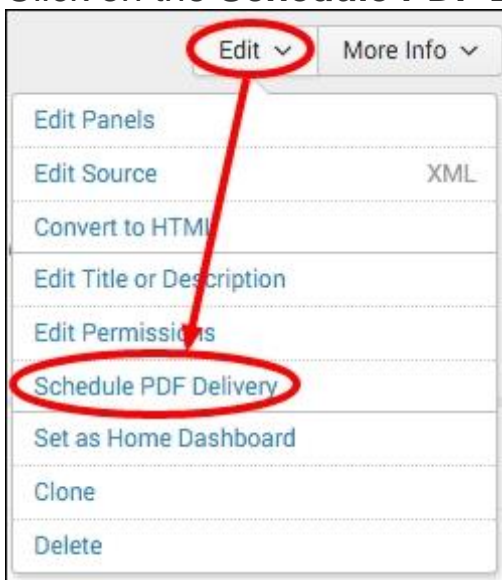 Click on the Schedule PDF
Edit More Info
Edit Panels
Edit Source XML
Convert to HTML
Edit Title or Description
Edit Permissions
Schedule PDF Delivery
Set as Home Dashboard
Clone
Delete